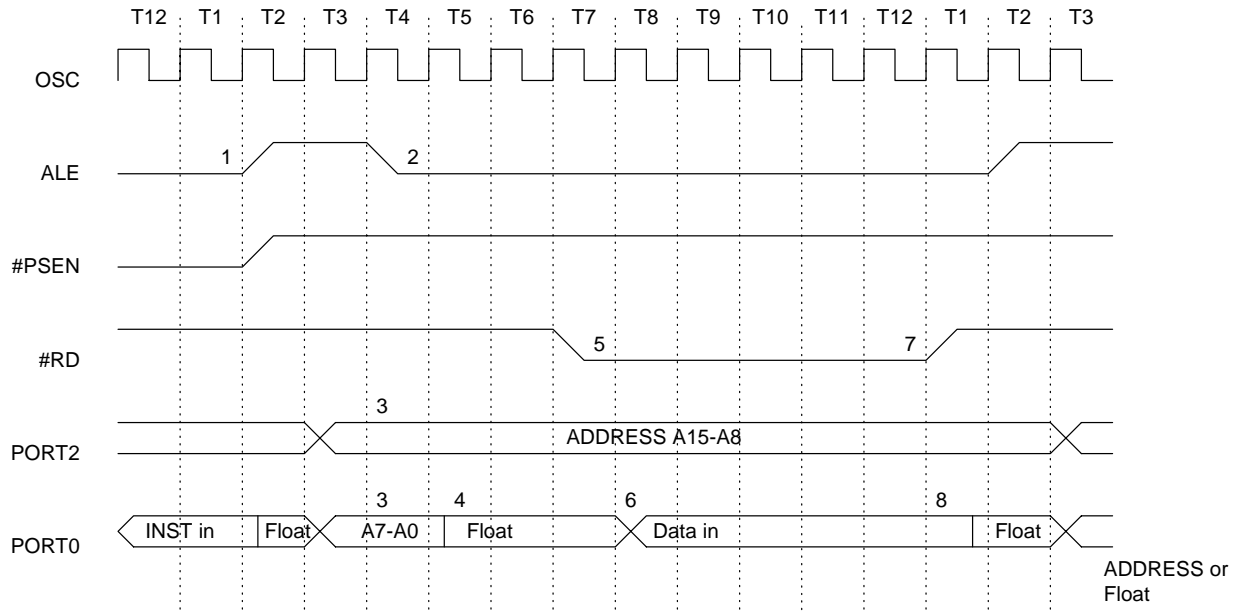 T12 T1 T2 T3 T4 T5 T6 T7 T8 T9 T10 T11 T12 T1 T2 T3
OSC
1 2
ALE
#PSEN
5 7
#RD
3
ADDRESS A15-A8
PORT2
3 4 6 8
INST in Float A7-A0 Float Data in Float
PORT0
ADDRESS or
Float